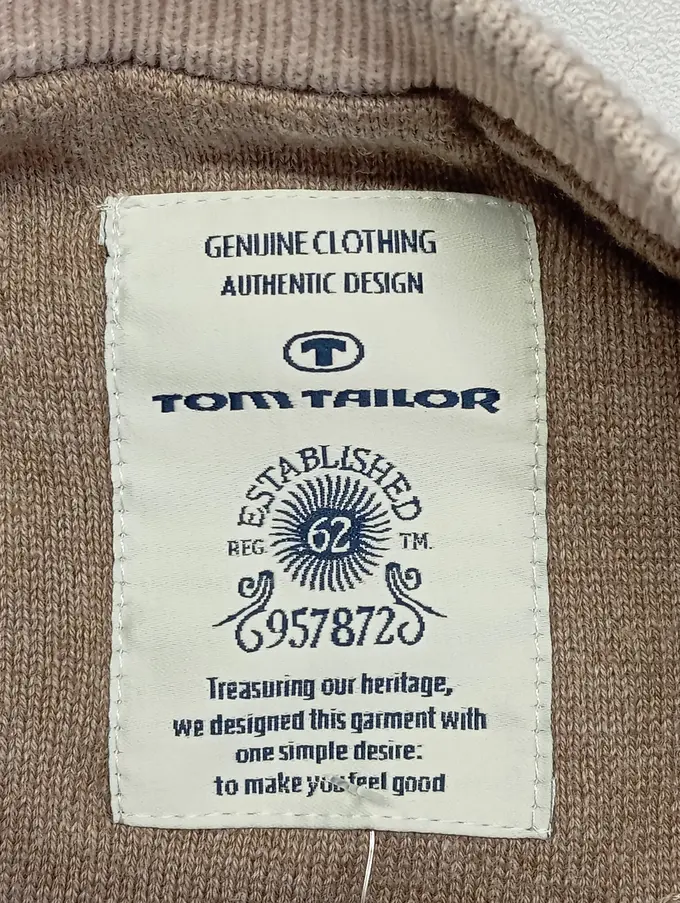 GENUINE CLOTHING
AUTHENTIC DESIGN
T
TOM TAILOR
ESTABLISHED
REG. 62 TM.
957872
Treasuring our heritage,
we designed this garment with
one simple desire:
to make you feel good